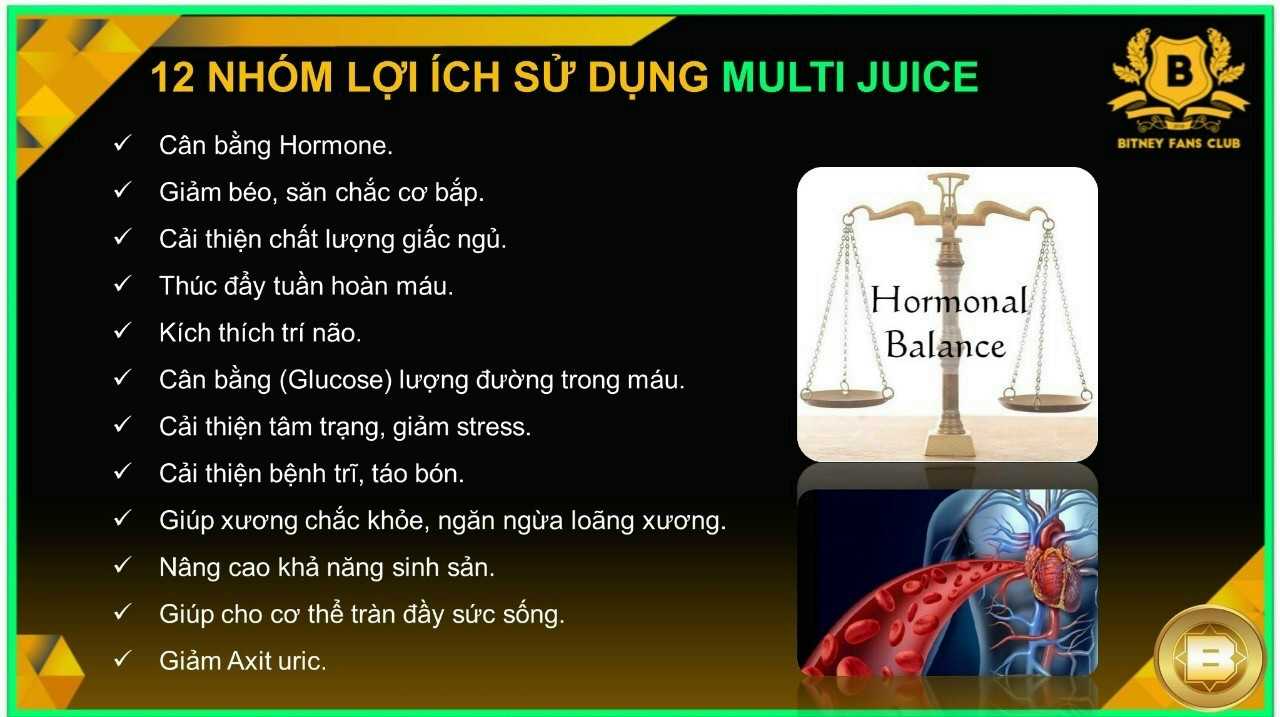 12 NHÓM LỢI ÍCH SỬ DỤNG MULTI JUICE
B
BITNEY FANS CLUB
Cân bằng Hormone.
Giảm béo, săn chắc cơ bắp.
Cải thiện chất lượng giấc ngủ.
Thúc đẩy tuần hoàn máu.
Kích thích trí não.
Cân bằng (Glucose) lượng đường trong máu.
Cải thiện tâm trạng, giảm stress.
Cải thiện bệnh trĩ, táo bón.
Giúp xương chắc khỏe, ngăn ngừa loãng xương.
Nâng cao khả năng sinh sản.
Giúp cho cơ thể tràn đầy sức sống.
Giảm Axit uric.
Hormonal
Balance
B